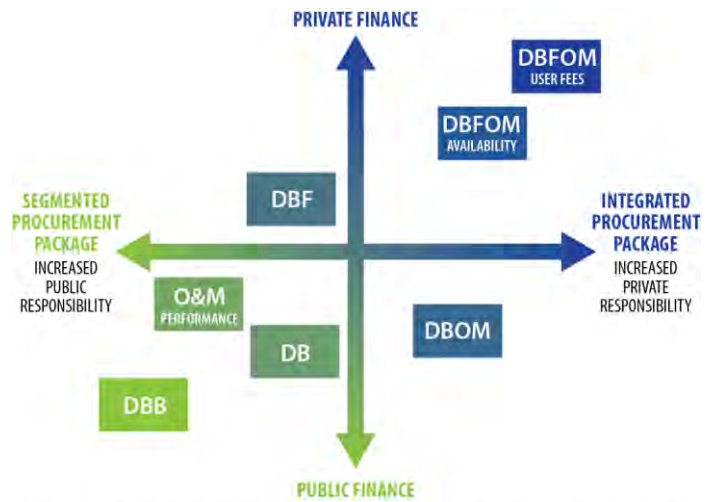 PRIVATE FINANCE
DBFOM
USER FEES
DBFOM
AVAILABILITY
DBF
SEGMENTED
PROCUREMENT
PACKAGE
INCREASED
PUBLIC
RESPONSIBILITY
INTEGRATED
PROCUREMENT
PACKAGE
INCREASED
PRIVATE
RESPONSIBILITY
O&M
PERFORMANCE
DB
DBOM
DBB
PUBLIC FINANCE